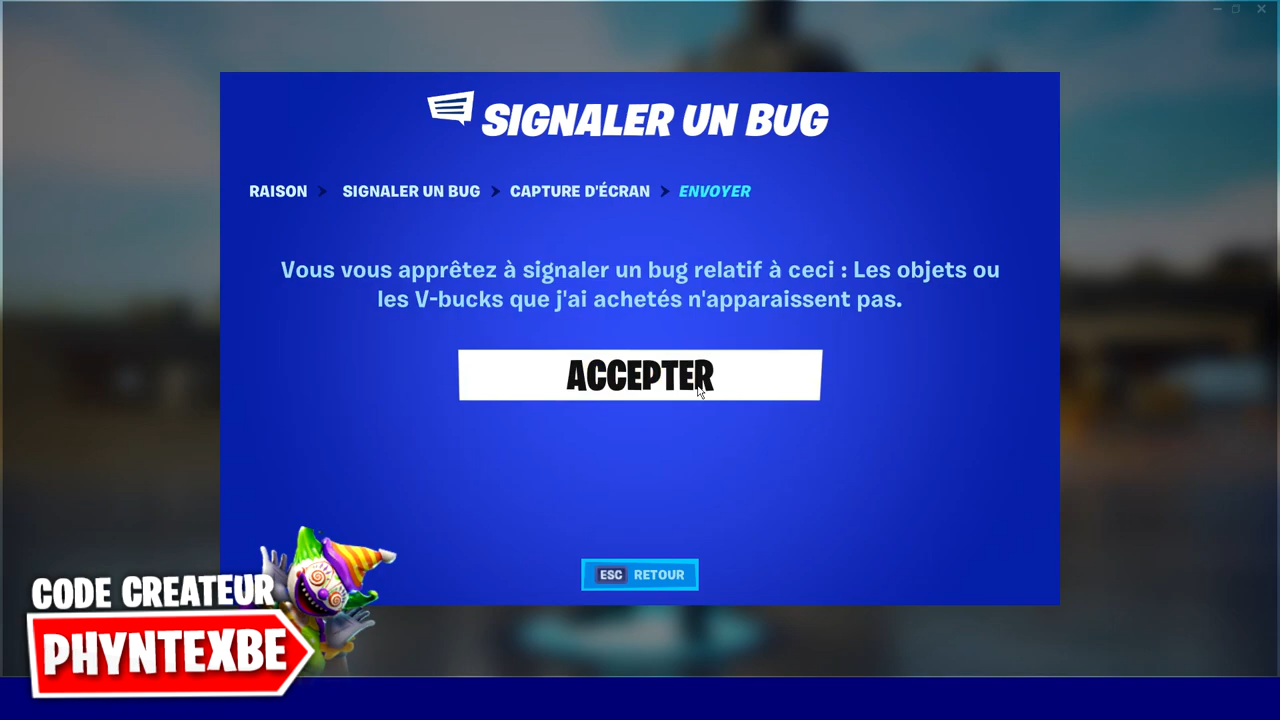 SIGNALER UN BUG
RAISON > SIGNALER UN BUG > CAPTURE D'ÉCRAN > ENVOYER
Vous vous apprêtez à signaler un bug relatif à ceci : Les objets ou
les V-bucks que j'ai achetés n'apparaissent pas.
ACCEPTER
ESC RETOUR
CODE CREATEUR
PHYNTEXBE